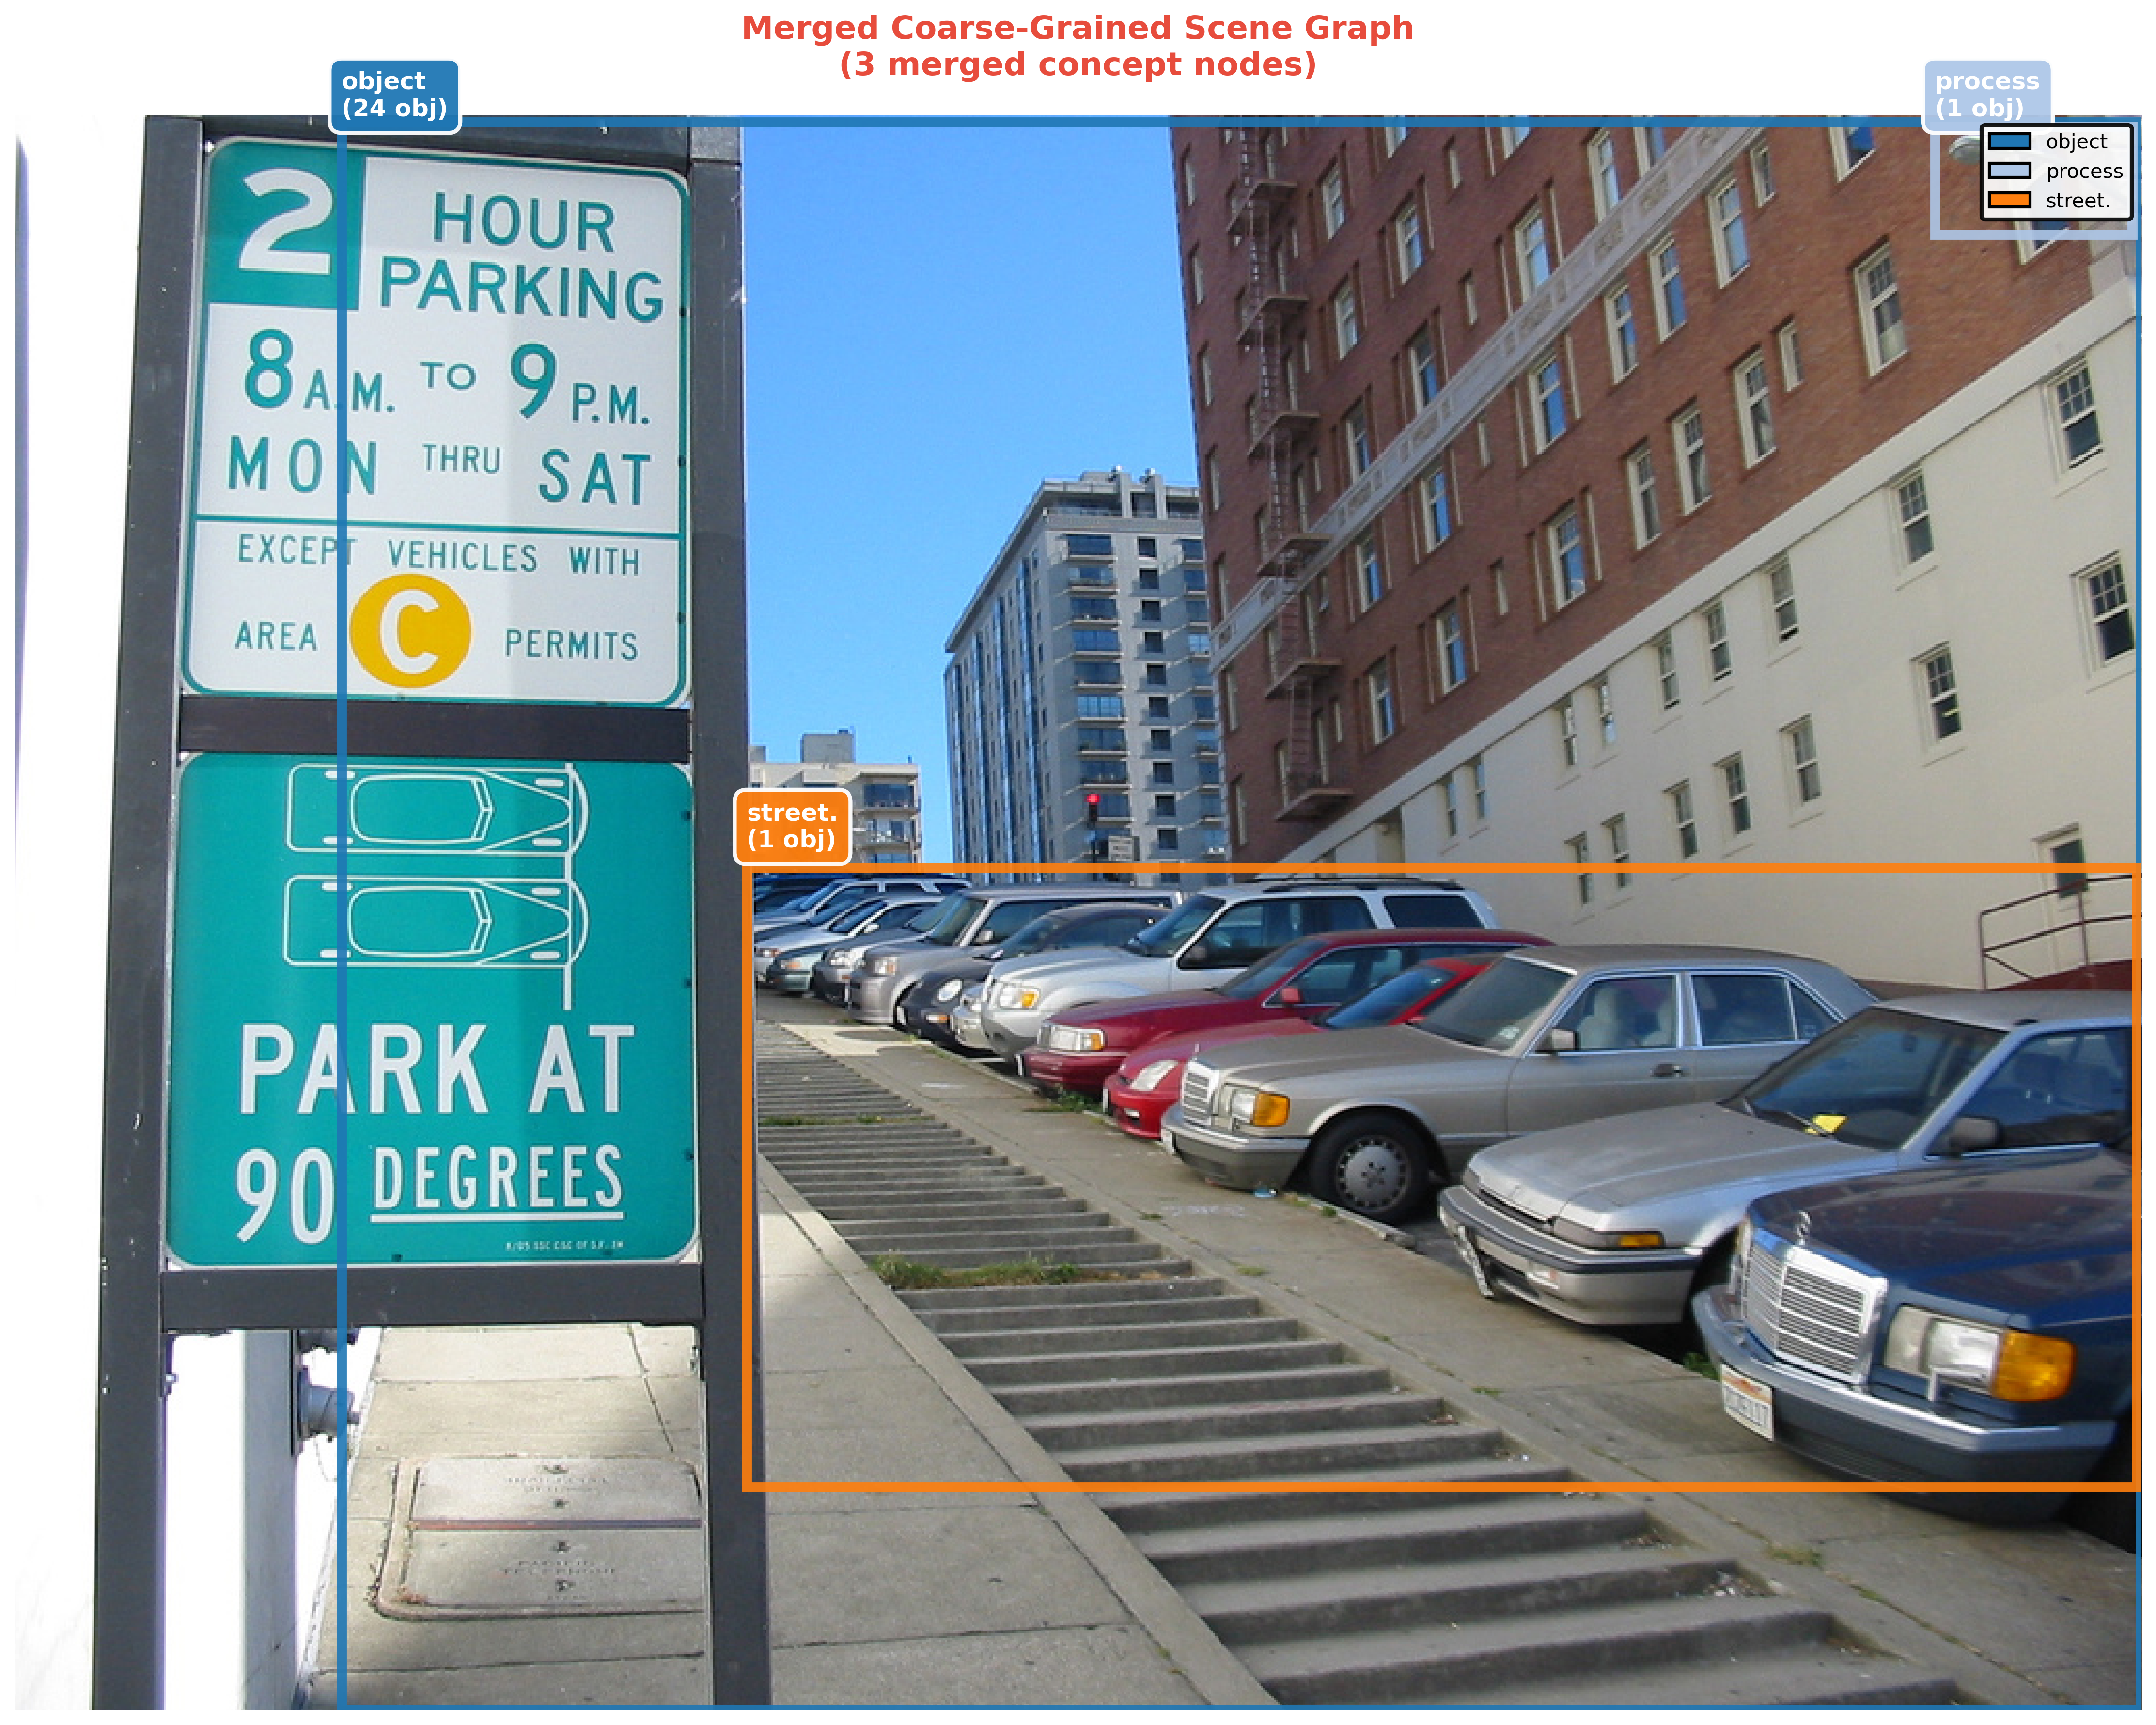 Merged Coarse-Grained Scene Graph
(3 merged concept nodes)
object
(24 obj)
process
(1 obj)
object
process
street.
2 HOUR
PARKING
8 A.M. TO 9 P.M.
MON THRU SAT
EXCEPT VEHICLES WITH
AREA C PERMITS
street.
(1 obj)
PARK AT
90 DEGREES